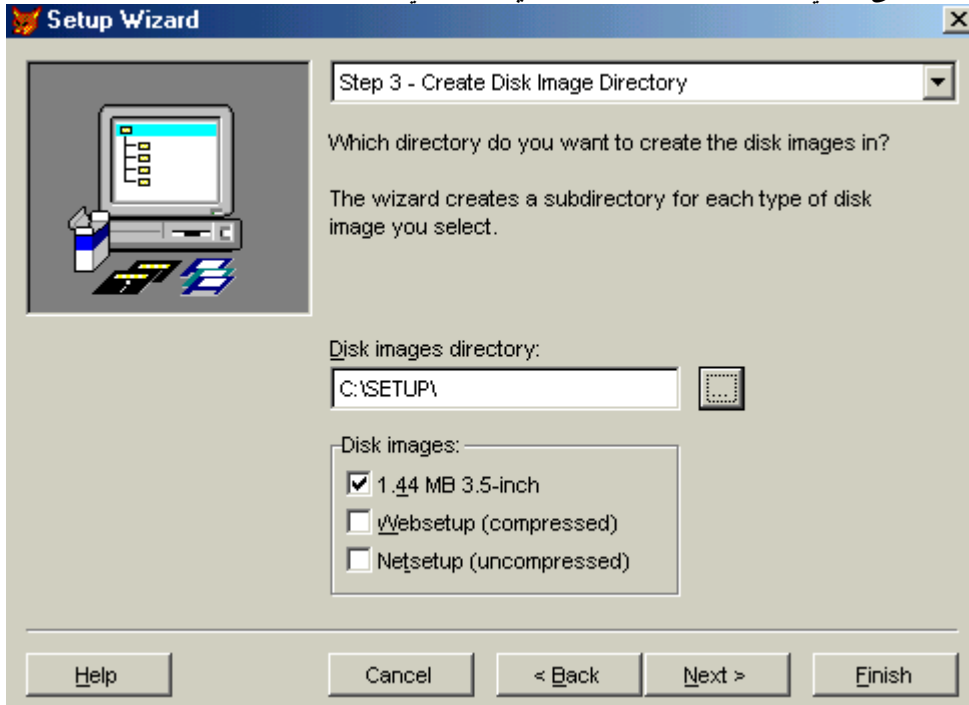 Setup Wizard
Step 3 - Create Disk Image Directory
Which directory do you want to create the disk images in?
The wizard creates a subdirectory for each type of disk
image you select.
Disk images directory:
C:\SETUP\
...
Disk images:
1.44 MB 3.5-inch
Websetup (compressed)
Netsetup (uncompressed)
Help
Cancel
< Back
Next >
Finish